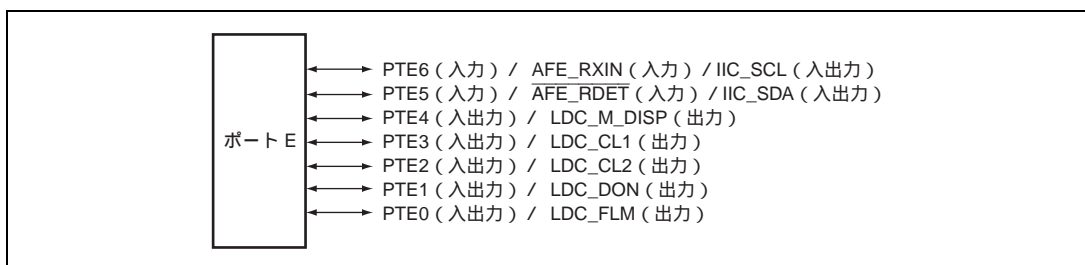 ポート E
PTE6 ( 入力 ) / AFE_RXIN ( 入力 ) / IIC_SCL ( 入出力 )
PTE5 ( 入力 ) / AFE_RDET ( 入力 ) / IIC_SDA ( 入出力 )
PTE4 ( 入出力 ) / LDC_M_DISP ( 出力 )
PTE3 ( 入出力 ) / LDC_CL1 ( 出力 )
PTE2 ( 入出力 ) / LDC_CL2 ( 出力 )
PTE1 ( 入出力 ) / LDC_DON ( 出力 )
PTE0 ( 入出力 ) / LDC_FLM ( 出力 )